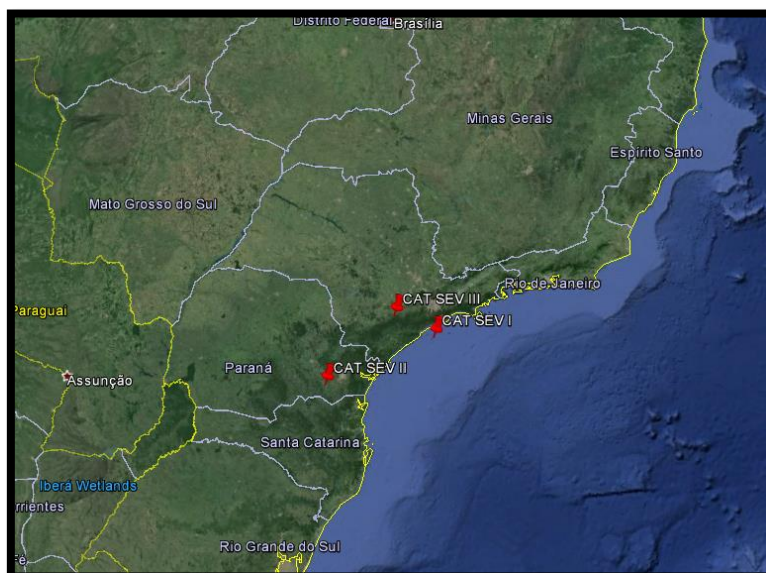 Distrito Federal
Brasília
Minas Gerais
Espírito Santo
Mato Grosso do Sul
Rio de Janeiro
CAT SEV III
Paraguai
CAT SEV I
Paraná
CAT SEV II
Assunção
Santa Catarina
Iberá Wetlands
rrientes
Rio Grande do Sul
Fé